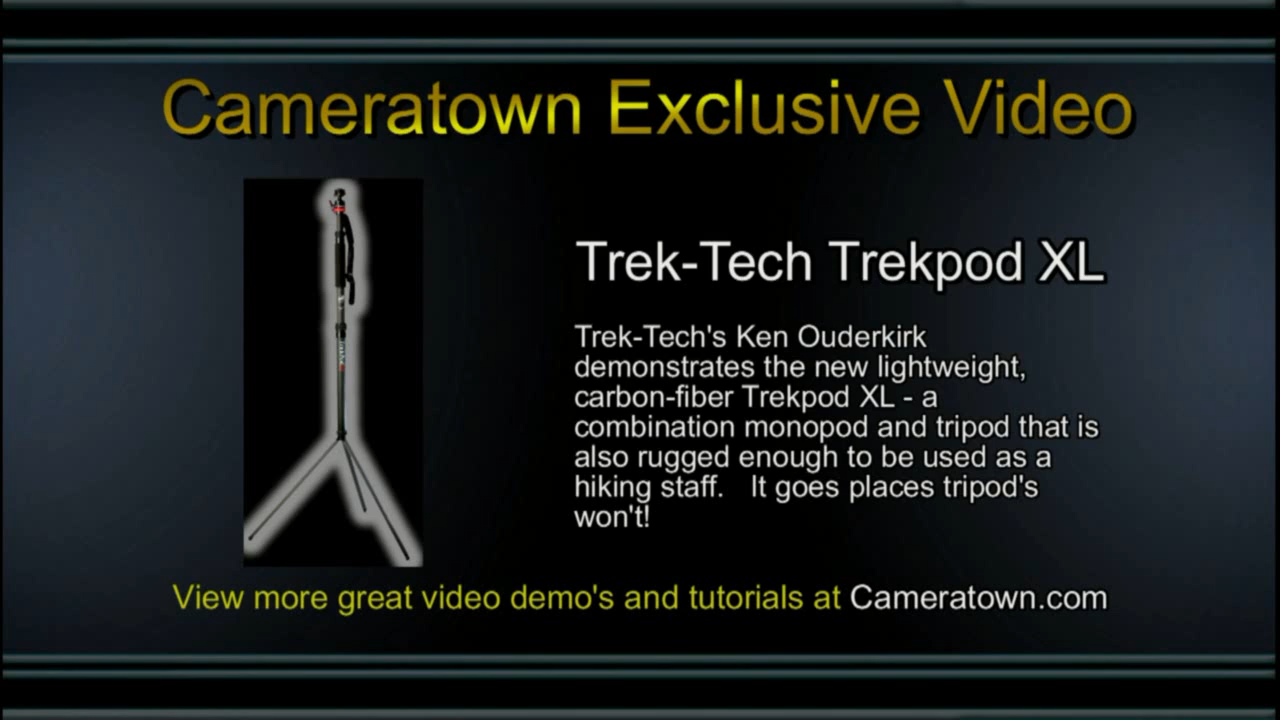 Cameratown Exclusive Video
Trek-Tech Trekpod XL
Trek-Tech's Ken Ouderkirk
demonstrates the new lightweight,
carbon-fiber Trekpod XL - a
combination monopod and tripod that is
also rugged enough to be used as a
hiking staff.   It goes places tripod's
won't!
View more great video demo's and tutorials at Cameratown.com